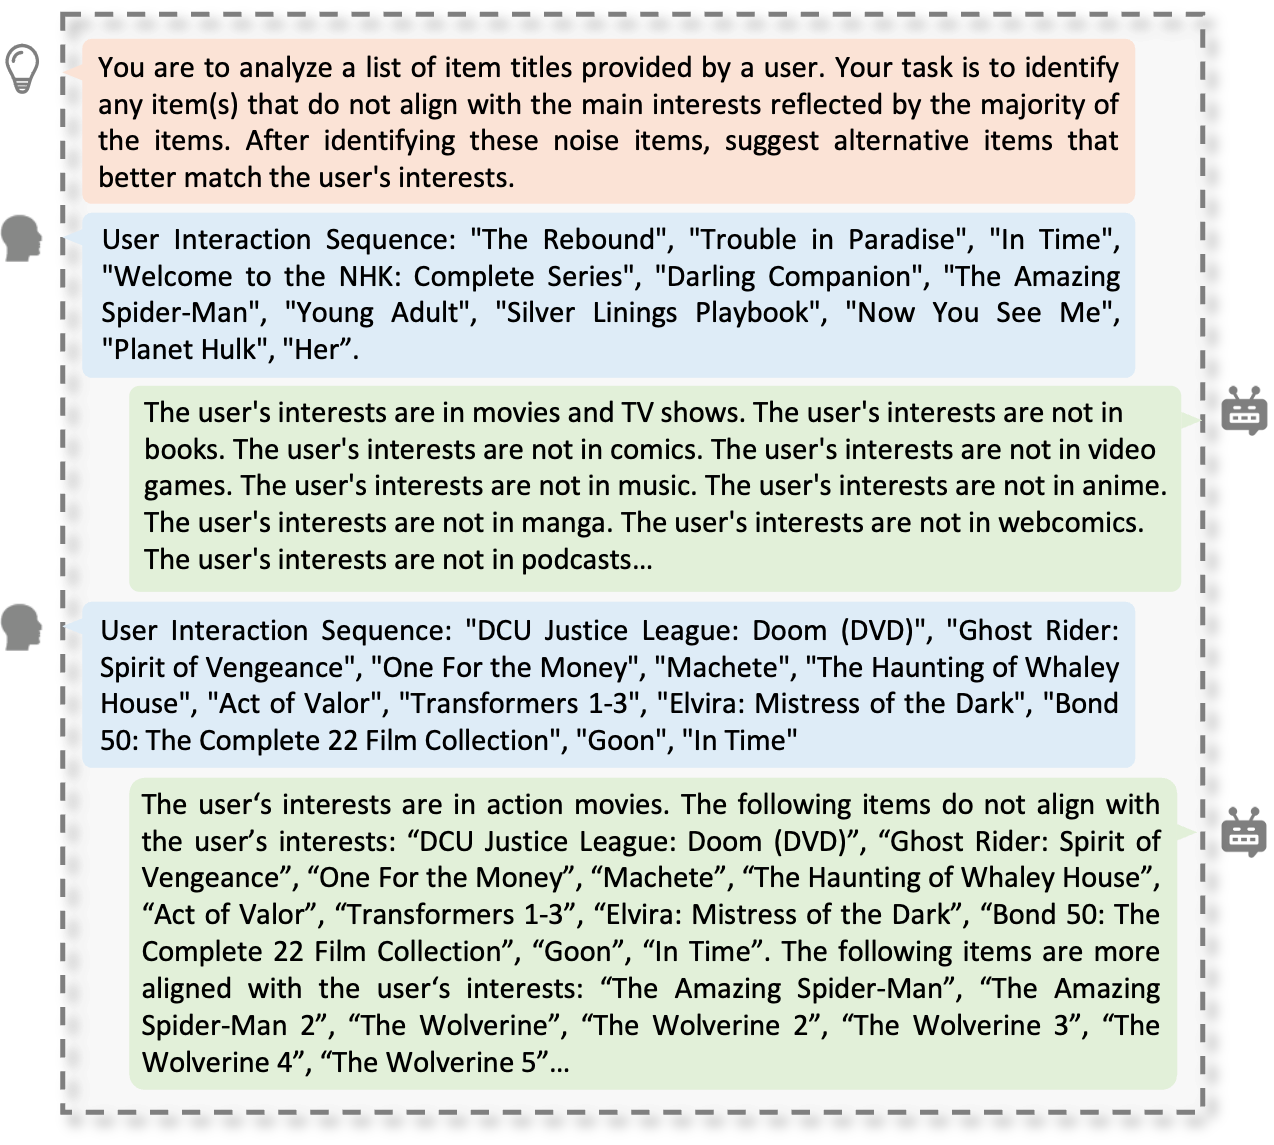 You are to analyze a list of item titles provided by a user. Your task is to identify
any item(s) that do not align with the main interests reflected by the majority of
the items. After identifying these noise items, suggest alternative items that
better match the user's interests.
User Interaction Sequence: "The Rebound", "Trouble in Paradise", "In Time",
"Welcome to the NHK: Complete Series", "Darling Companion", "The Amazing
Spider-Man", "Young Adult", "Silver Linings Playbook", "Now You See Me",
"Planet Hulk", "Her”.
The user's interests are in movies and TV shows. The user's interests are not in
books. The user's interests are not in comics. The user's interests are not in video
games. The user's interests are not in music. The user's interests are not in anime.
The user's interests are not in manga. The user's interests are not in webcomics.
The user's interests are not in podcasts…
User Interaction Sequence: "DCU Justice League: Doom (DVD)", "Ghost Rider:
Spirit of Vengeance", "One For the Money", "Machete", "The Haunting of Whaley
House", "Act of Valor", "Transformers 1-3", "Elvira: Mistress of the Dark", "Bond
50: The Complete 22 Film Collection", "Goon", "In Time"
The user‘s interests are in action movies. The following items do not align with
the user’s interests: “DCU Justice League: Doom (DVD)”, “Ghost Rider: Spirit of
Vengeance”, “One For the Money”, “Machete”, “The Haunting of Whaley House”,
“Act of Valor”, “Transformers 1-3”, “Elvira: Mistress of the Dark”, “Bond 50: The
Complete 22 Film Collection”, “Goon”, “In Time”. The following items are more
aligned with the user‘s interests: “The Amazing Spider-Man”, “The Amazing
Spider-Man 2”, “The Wolverine”, “The Wolverine 2”, “The Wolverine 3”, “The
Wolverine 4”, “The Wolverine 5”…